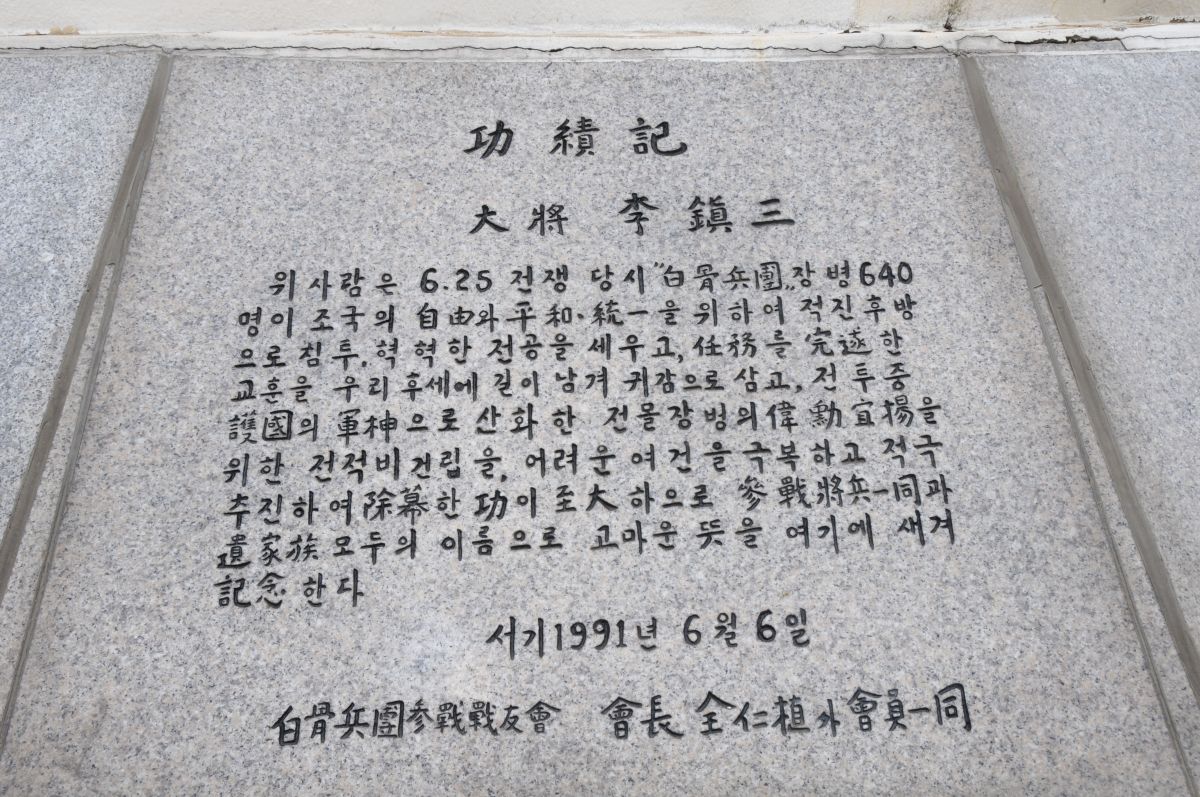 功績記
大將 李鎭三
위 사람은 6.25 전쟁 당시 "白骨兵團" 장병 640
명이 조국의 自由와 平和·統一을 위하여 적진후방
으로 침투, 혁혁한 전공을 세우고, 任務를 完遂한
교훈을 우리 후세에 길이 남겨 귀감으로 삼고, 전투중
護國의 軍神으로 산화한 전몰장병의 偉勳宣揚을
위한 전적비건립을, 어려운 여건을 극복하고 적극
추진하여 除幕한 功이 至大하으로 參戰將兵一同과
遺家族 모두의 이름으로 고마운 뜻을 여기에 새겨
記念한다
서기1991년 6월 6일
白骨兵團參戰戰友會 會長 全仁植外 會員一同